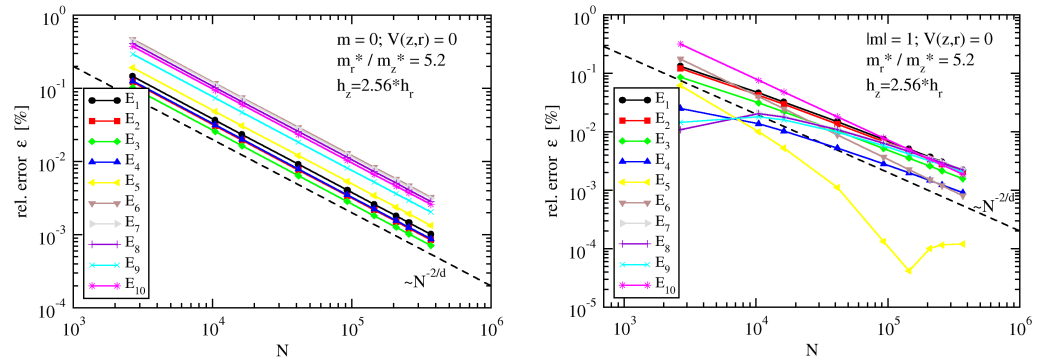 m = 0; V(z,r) = 0
m_r* / m_z* = 5.2
h_z=2.56*h_r
rel. error ε [%]
10^0
10^-1
10^-2
10^-3
10^-4
E_1
E_2
E_3
E_4
E_5
E_6
E_7
E_8
E_9
E_10
~N^-2/d
10^3
10^4
10^5
10^6
N
|m| = 1; V(z,r) = 0
m_r* / m_z* = 5.2
h_z=2.56*h_r
rel. error ε [%]
10^0
10^-1
10^-2
10^-3
10^-4
10^-5
E_1
E_2
E_3
E_4
E_5
E_6
E_7
E_8
E_9
E_10
~N^-2/d
10^3
10^4
10^5
10^6
N